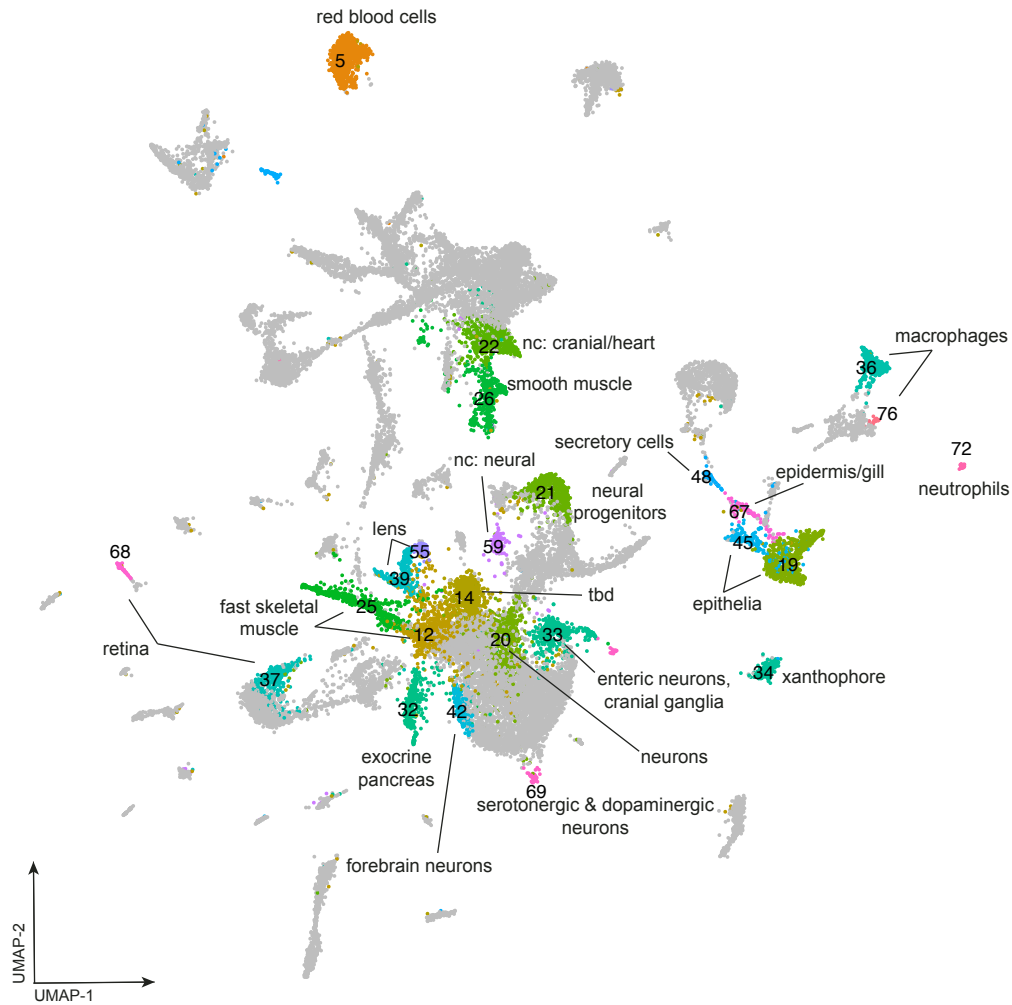 red blood cells
5
22
nc: cranial/heart
macrophages
36
smooth muscle
26
76
secretory cells
72
nc: neural
48
epidermis/gill
neutrophils
21
neural
progenitors
67
lens
68
55
59
45
39
19
14
tbd
epithelia
25
fast skeletal
muscle
12
20
33
retina
enteric neurons,
cranial ganglia
34
xanthophore
37
32
42
exocrine
pancreas
neurons
69
serotonergic & dopaminergic
neurons
forebrain neurons
UMAP-2
UMAP-1